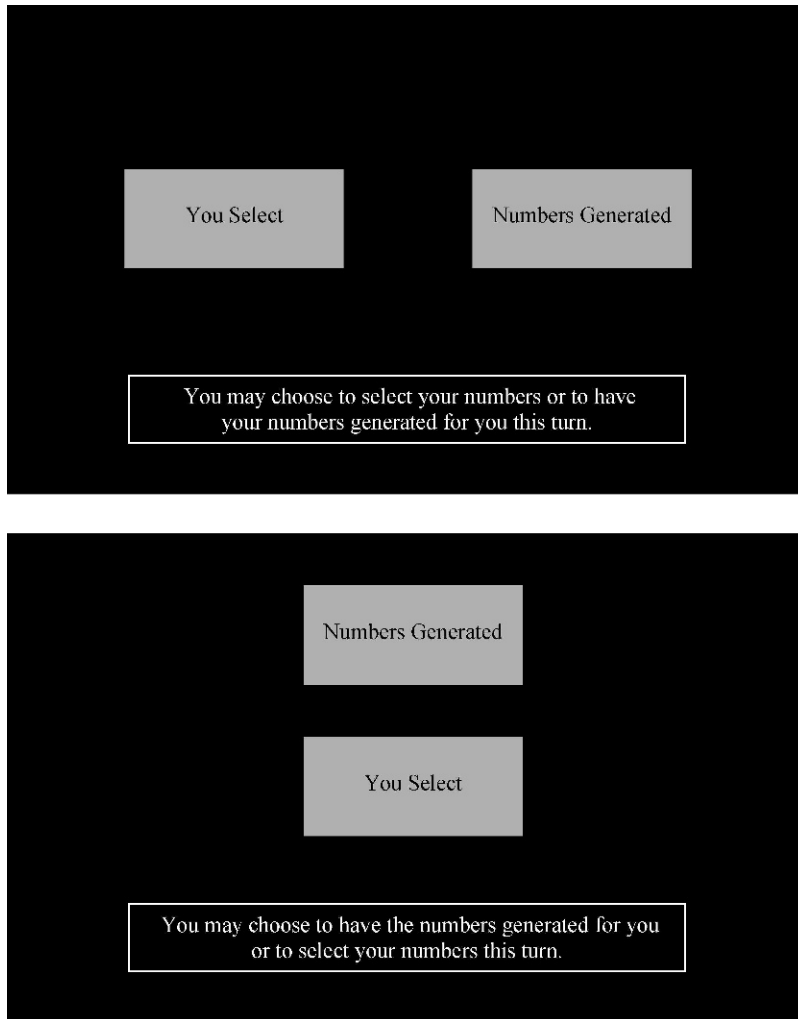 You Select
Numbers Generated
You may choose to select your numbers or to have
your numbers generated for you this turn.
Numbers Generated
You Select
You may choose to have the numbers generated for you
or to select your numbers this turn.